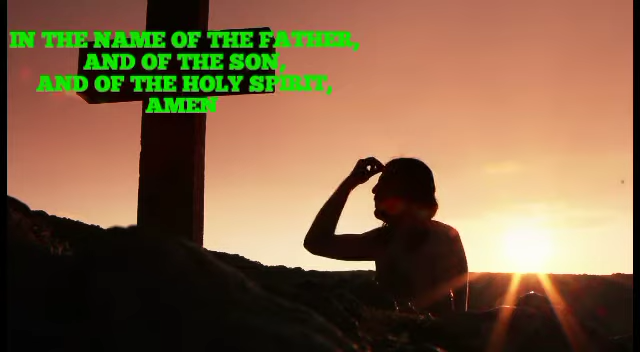 IN THE NAME OF THE FATHER,
AND OF THE SON,
AND OF THE HOLY SPIRIT,
AMEN